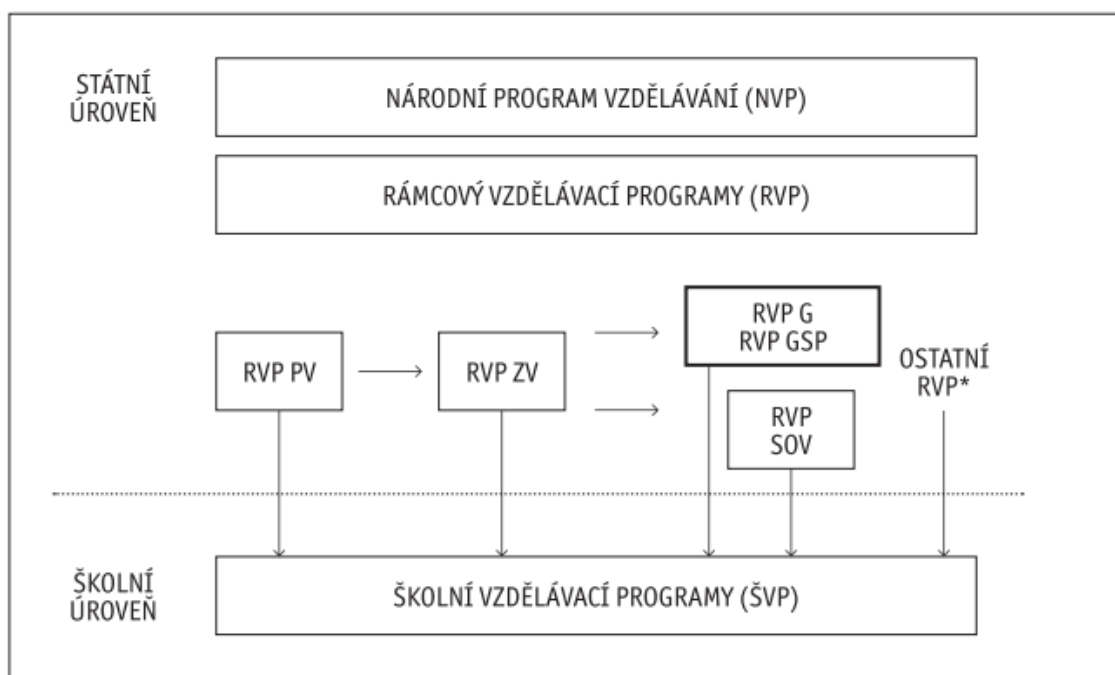 STÁTNÍ
ÚROVEŇ
NÁRODNÍ PROGRAM VZDĚLÁVÁNÍ (NVP)
RÁMCOVÝ VZDĚLÁVACÍ PROGRAMY (RVP)
RVP PV
RVP ZV
RVP G
RVP GSP
RVP
SOV
OSTATNÍ
RVP*
ŠKOLNÍ
ÚROVEŇ
ŠKOLNÍ VZDĚLÁVACÍ PROGRAMY (ŠVP)